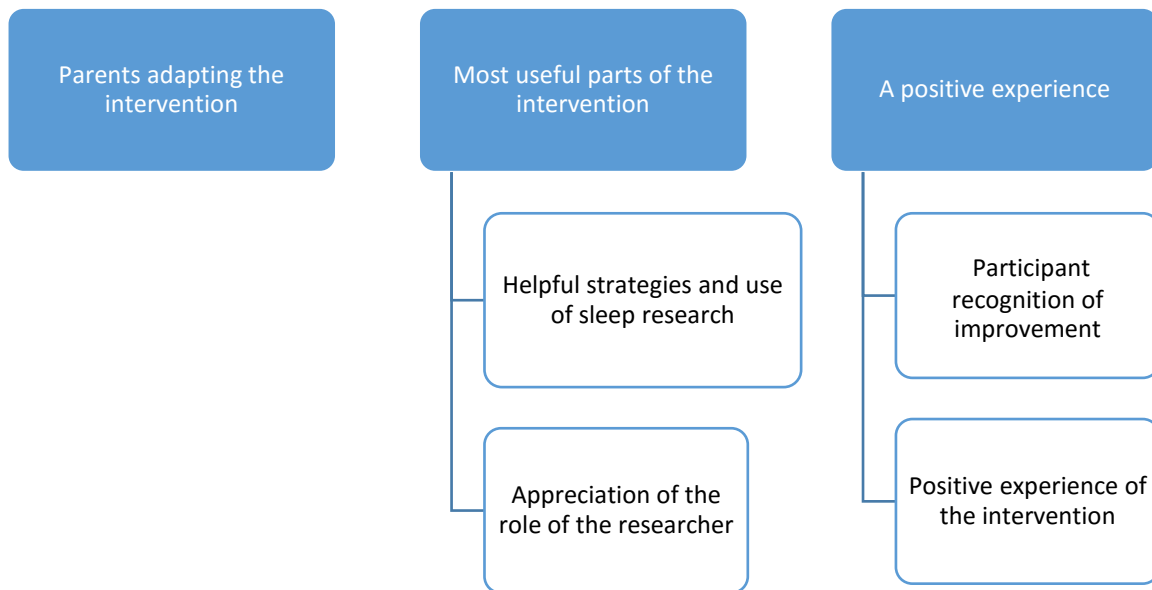 Parents adapting the
intervention
Most useful parts of the
intervention
A positive experience
Helpful strategies and use
of sleep research
Appreciation of the
role of the researcher
Participant
recognition of
improvement
Positive experience of
the intervention